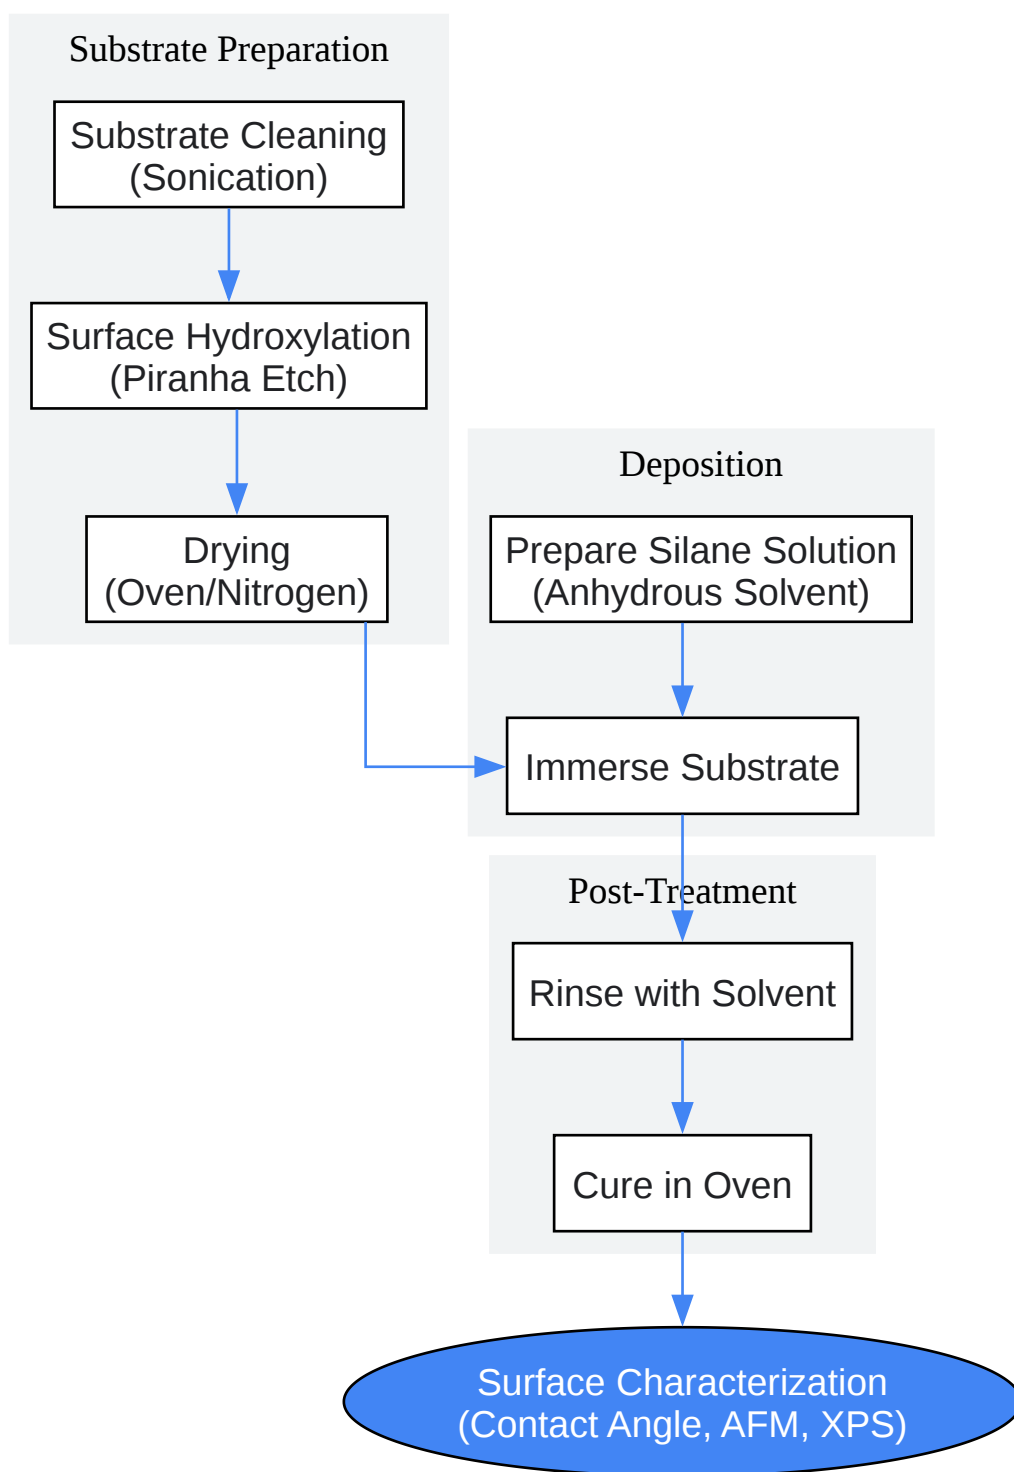 Substrate Preparation
Substrate Cleaning
(Sonication)
Surface Hydroxylation
(Piranha Etch)
Drying
(Oven/Nitrogen)
Deposition
Prepare Silane Solution
(Anhydrous Solvent)
Immerse Substrate
Post-Treatment
Rinse with Solvent
Cure in Oven
Surface Characterization
(Contact Angle, AFM, XPS)